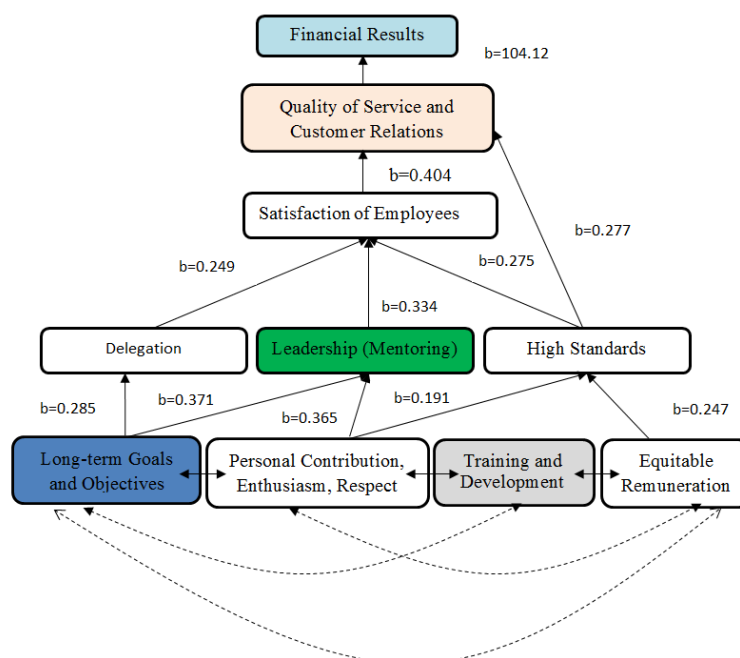 Financial Results
b=104.12
Quality of Service and
Customer Relations
b=0.404
Satisfaction of Employees
b=0.277
b=0.249
b=0.275
b=0.334
Delegation
Leadership (Mentoring)
High Standards
b=0.285
b=0.371
b=0.365
b=0.191
b=0.247
Long-term Goals
and Objectives
Personal Contribution,
Enthusiasm, Respect
Training and
Development
Equitable
Remuneration